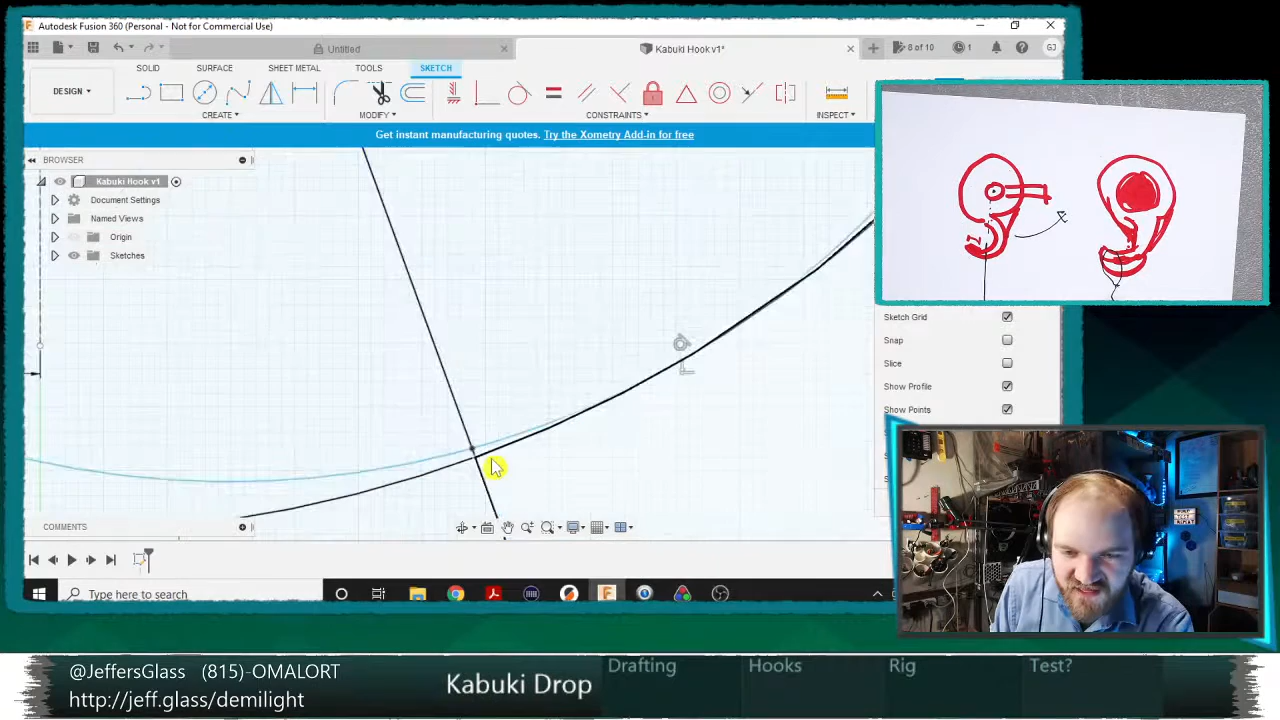 Autodesk Fusion 360 (Personal - Not for Commercial Use)
Untitled
Kabuki Hook v1*
8 of 10
1
GJ
DESIGN
SOLID
SURFACE
SHEET METAL
TOOLS
SKETCH
CREATE
MODIFY
CONSTRAINTS
INSPECT
Get instant manufacturing quotes. Try the Xometry Add-in for free
BROWSER
Kabuki Hook v1
Document Settings
Named Views
Origin
Sketches
Sketch Grid
Snap
Slice
Show Profile
Show Points
COMMENTS
Type here to search
@JeffersGlass (815)-OMALORT
http://jeff.glass/demilight
Kabuki Drop
Drafting
Hooks
Rig
Test?